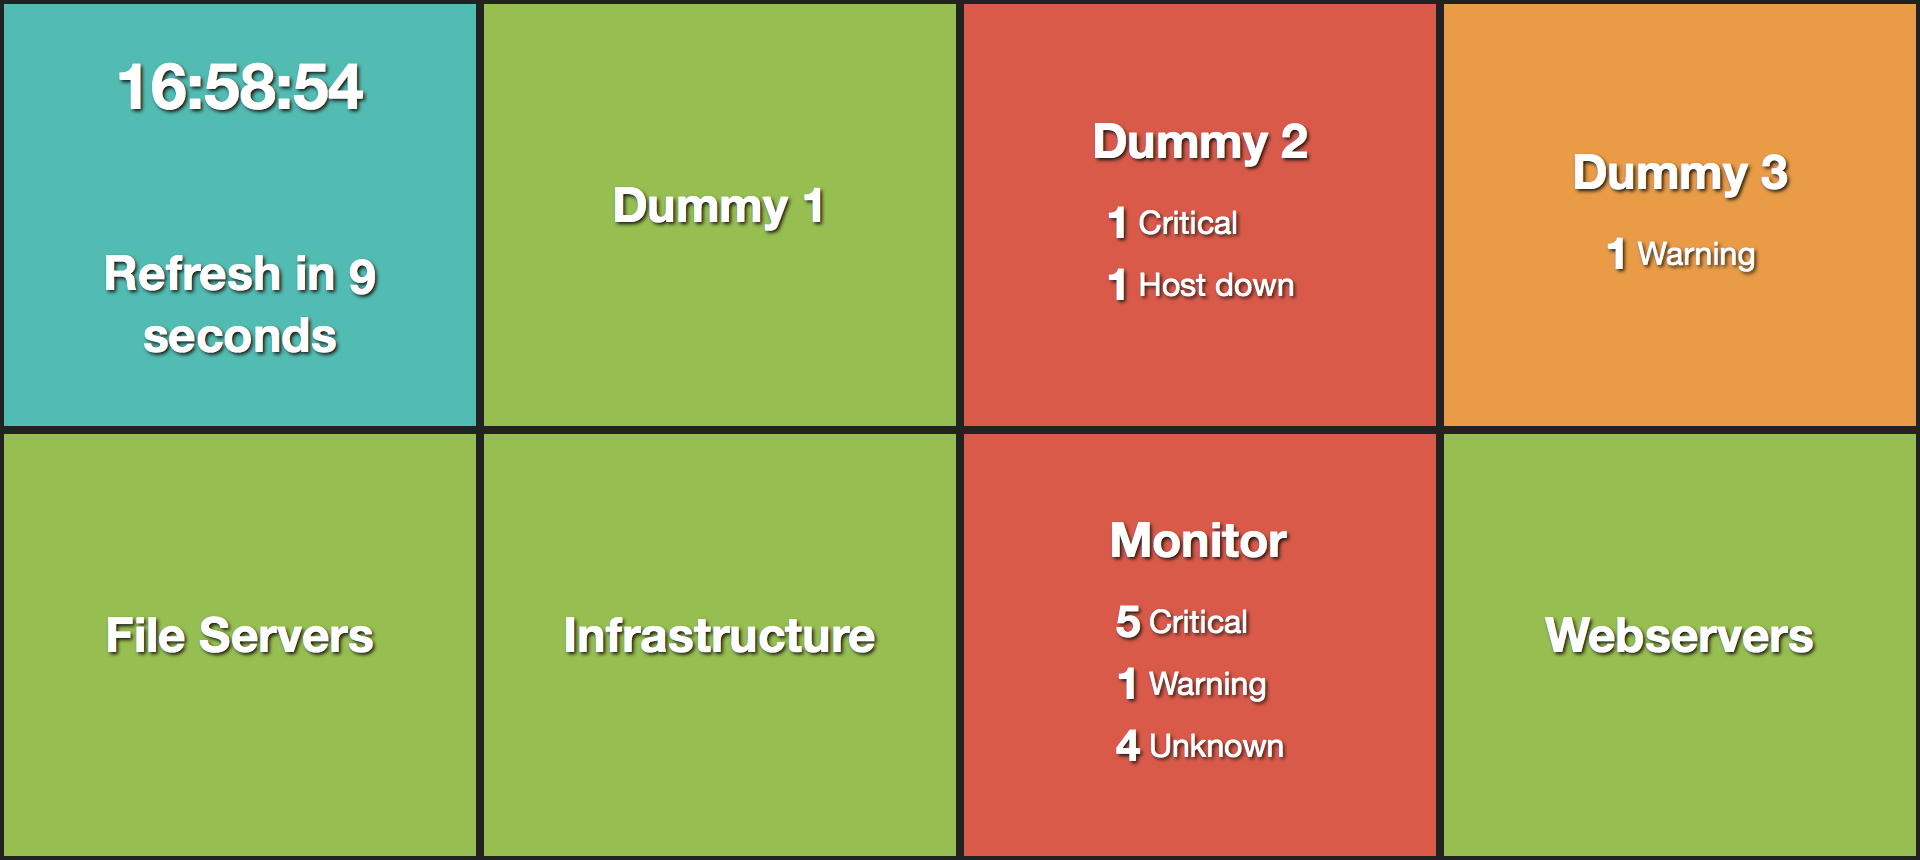 16:58:54
Refresh in 9
seconds
Dummy 1
Dummy 2
1 Critical
1 Host down
Dummy 3
1 Warning
File Servers
Infrastructure
Monitor
5 Critical
1 Warning
4 Unknown
Webservers